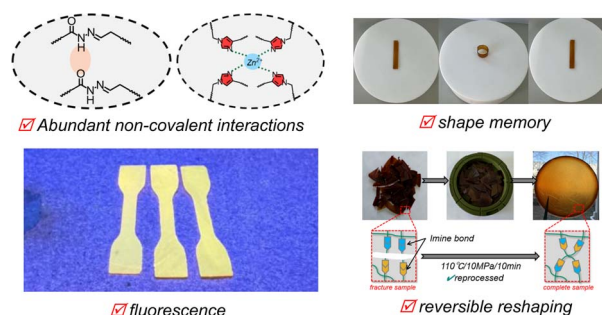 O
N
H
N
O
N
H
N
N
N
N
N
Zn²⁺
N
N
N
N
☑ Abundant non-covalent interactions
☑ shape memory
☑ fluorescence
Imine bond
110℃/10MPa/10min
✓reprocessed
fracture sample
complete sample
☑ reversible reshaping